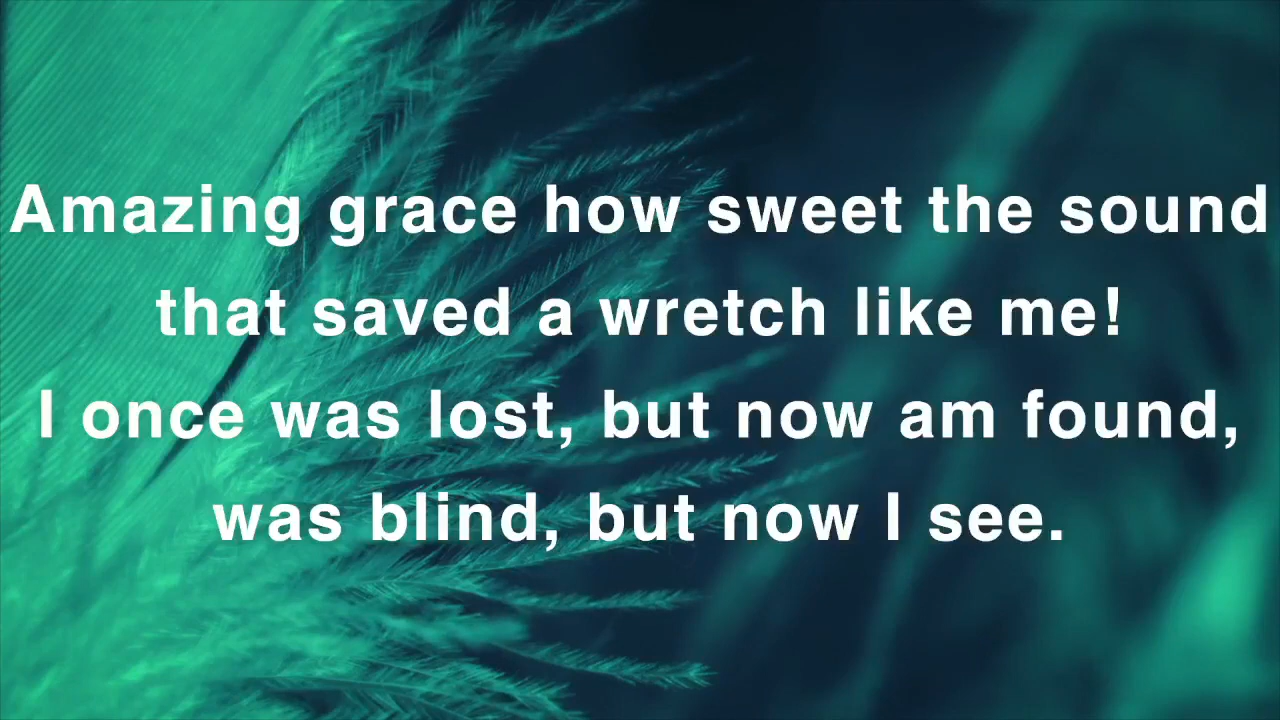 Amazing grace how sweet the sound
that saved a wretch like me!
I once was lost, but now am found,
was blind, but now I see.